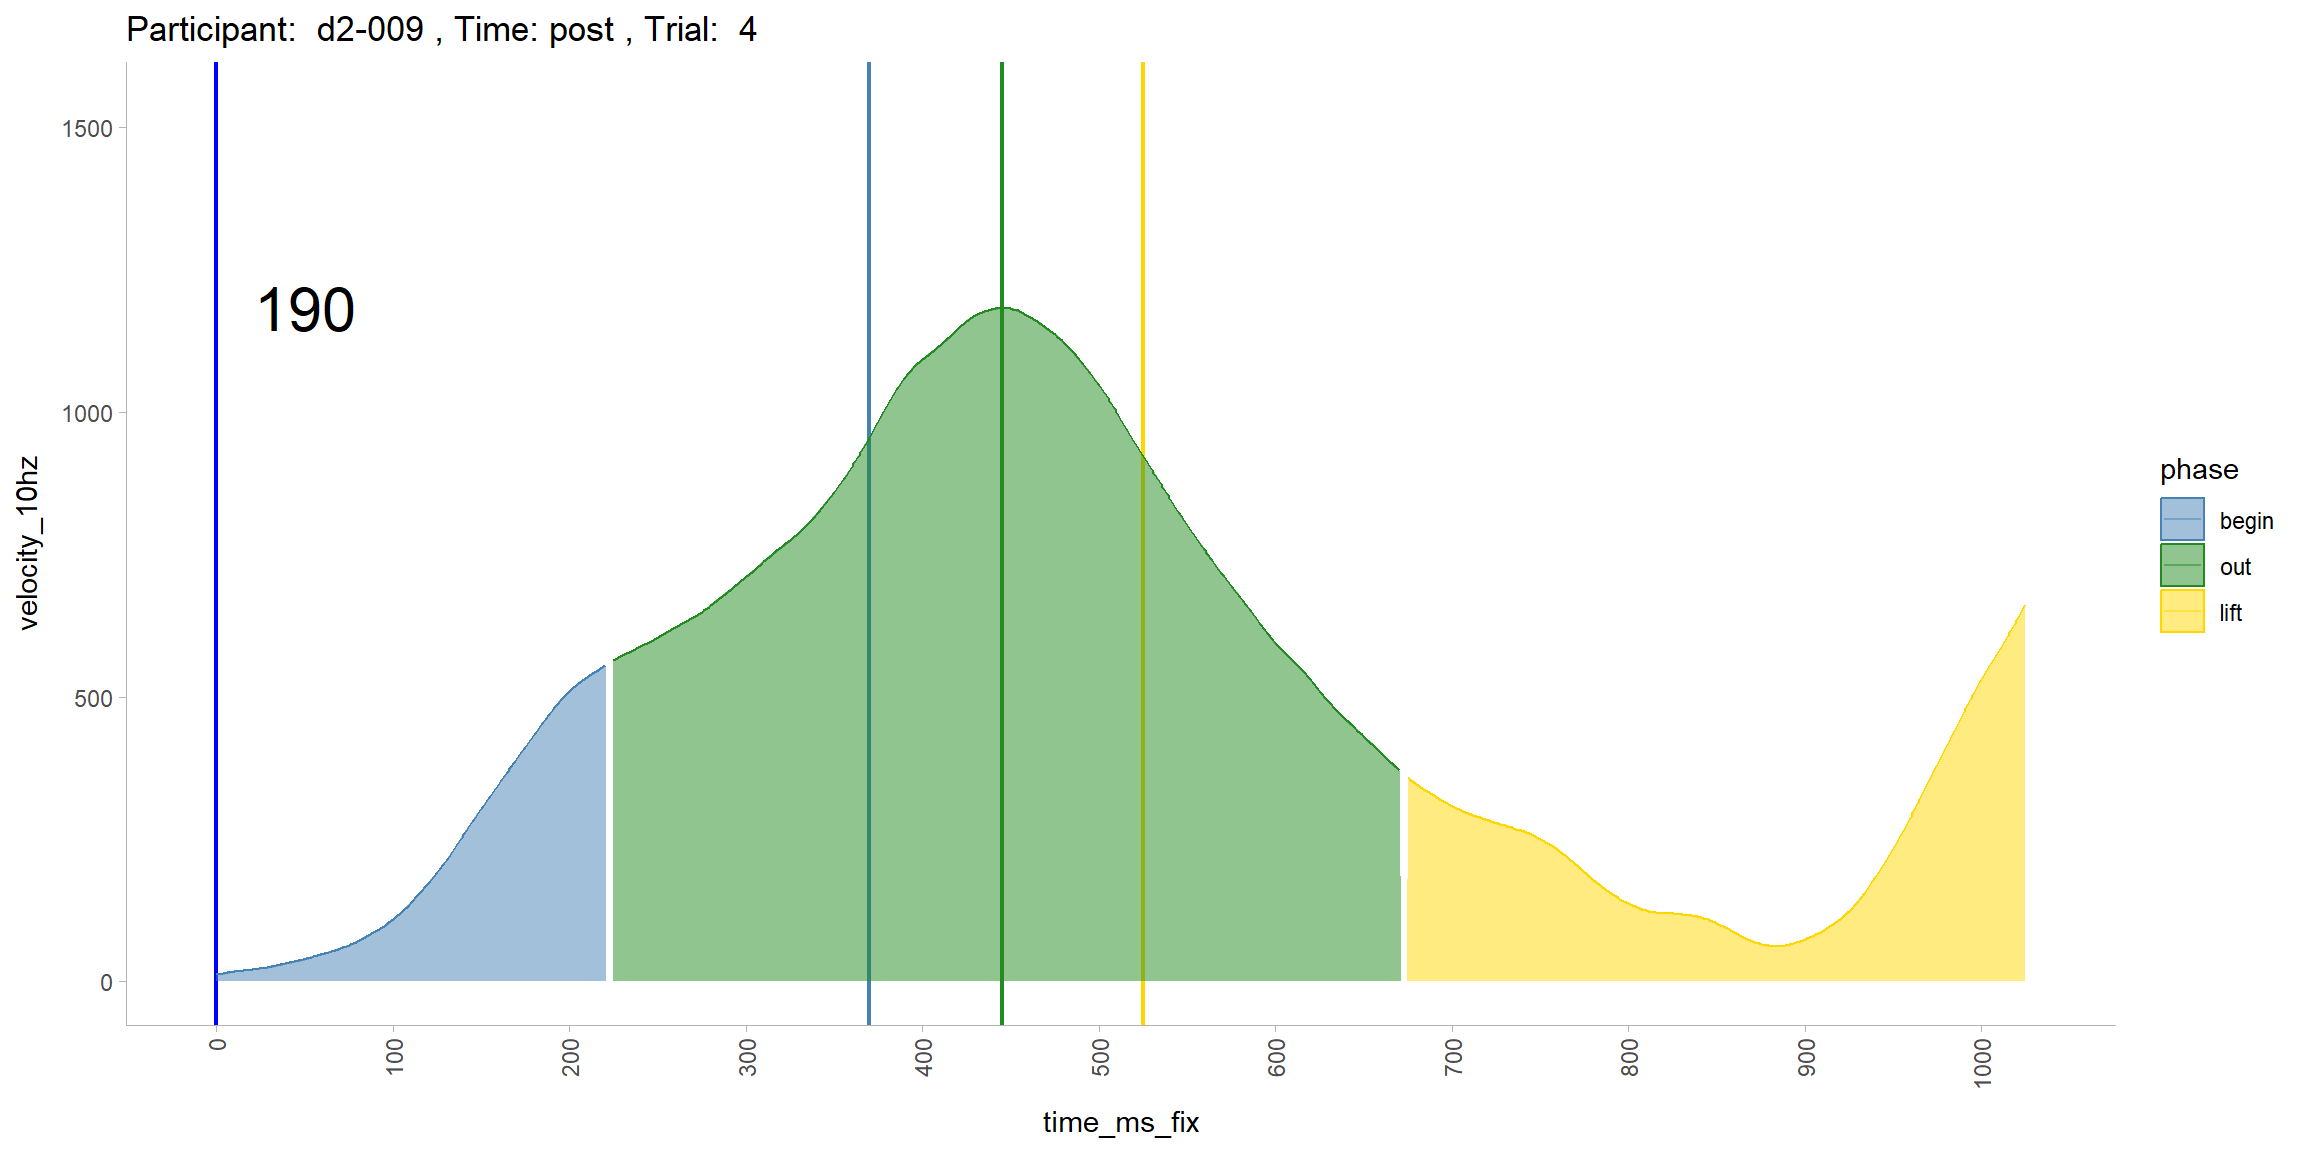 Participant:  d2-009 , Time: post , Trial:  4
1500
1000
500
0
velocity_10hz
190
0 100 200 300 400 500 600 700 800 900 1000
time_ms_fix
phase
begin
out
lift